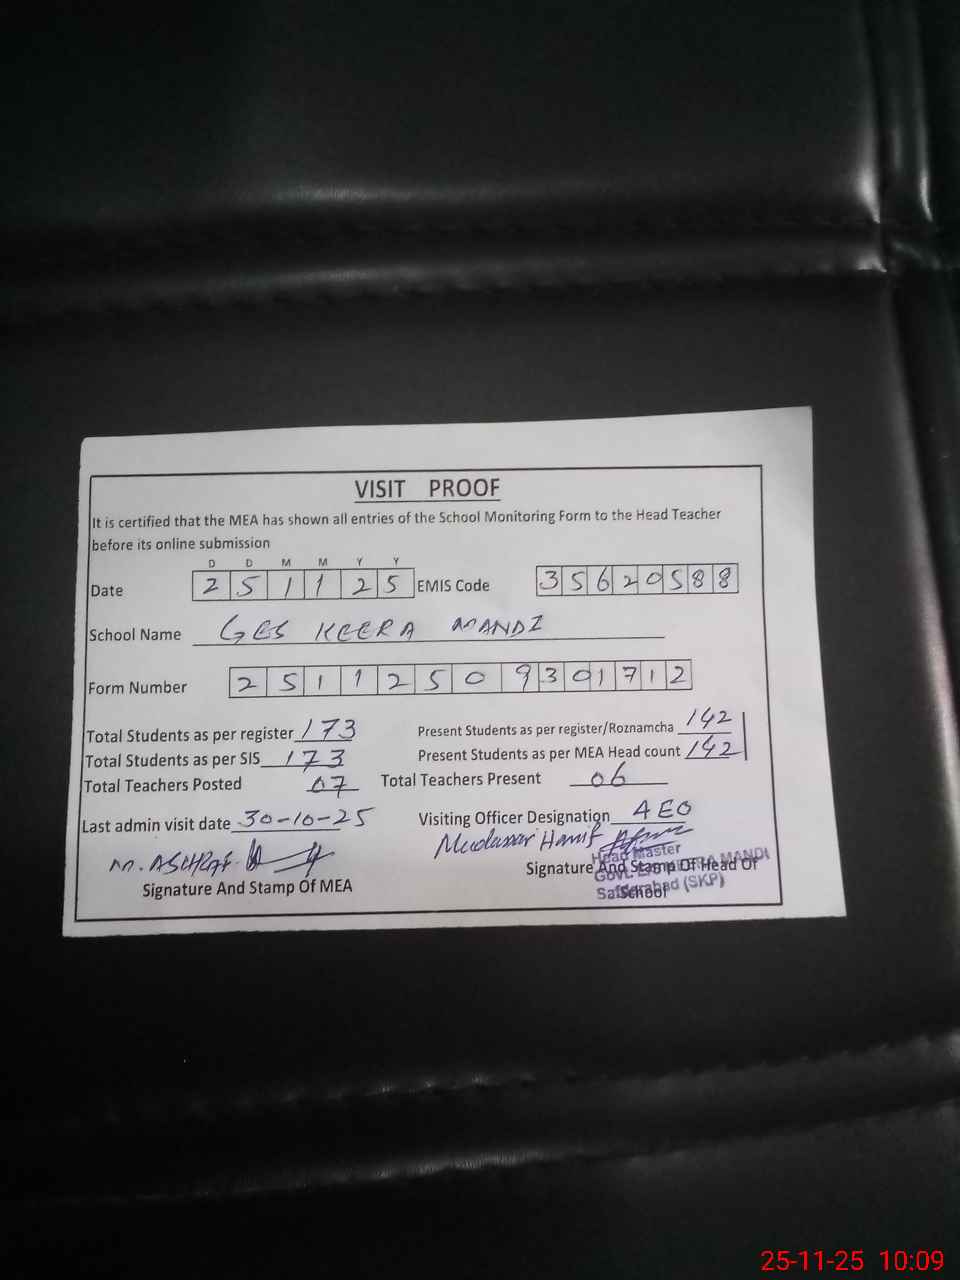 VISIT PROOF
It is certified that the MEA has shown all entries of the School Monitoring Form to the Head Teacher
before its online submission
D D M M Y Y
Date 2 5 1 1 2 5 EMIS Code 3 5 6 2 0 5 8 8
School Name GES KEERA MANDI
Form Number 2 5 1 1 2 5 0 9 3 0 1 7 1 2
Total Students as per register 173 Present Students as per register/Roznamcha 142
Total Students as per SIS 173 Present Students as per MEA Head count 142
Total Teachers Posted 07 Total Teachers Present 06
Last admin visit date 30-10-25 Visiting Officer Designation AEO
M. ASHRAF Mudassar Hanif
Head Master
Signature And Stamp Of Head Of
School
Govt. KEERA MANDI
Safdarabad (SKP)
Signature And Stamp Of MEA
25-11-25 10:09